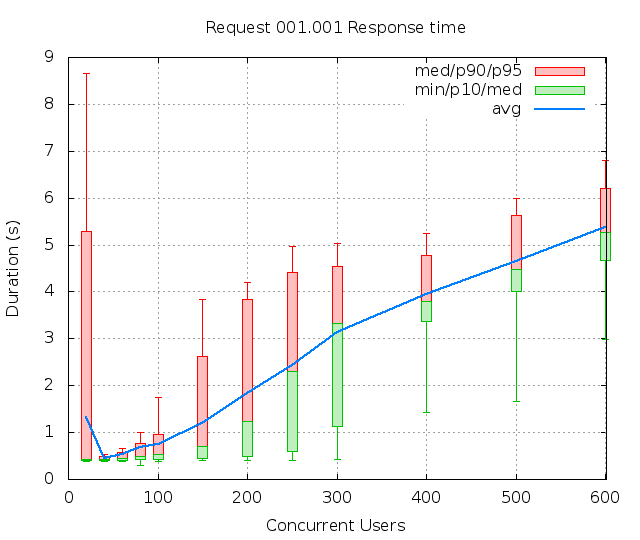 Request 001.001 Response time
med/p90/p95
min/p10/med
avg
Duration (s)
9
8
7
6
5
4
3
2
1
0
0 100 200 300 400 500 600
Concurrent Users